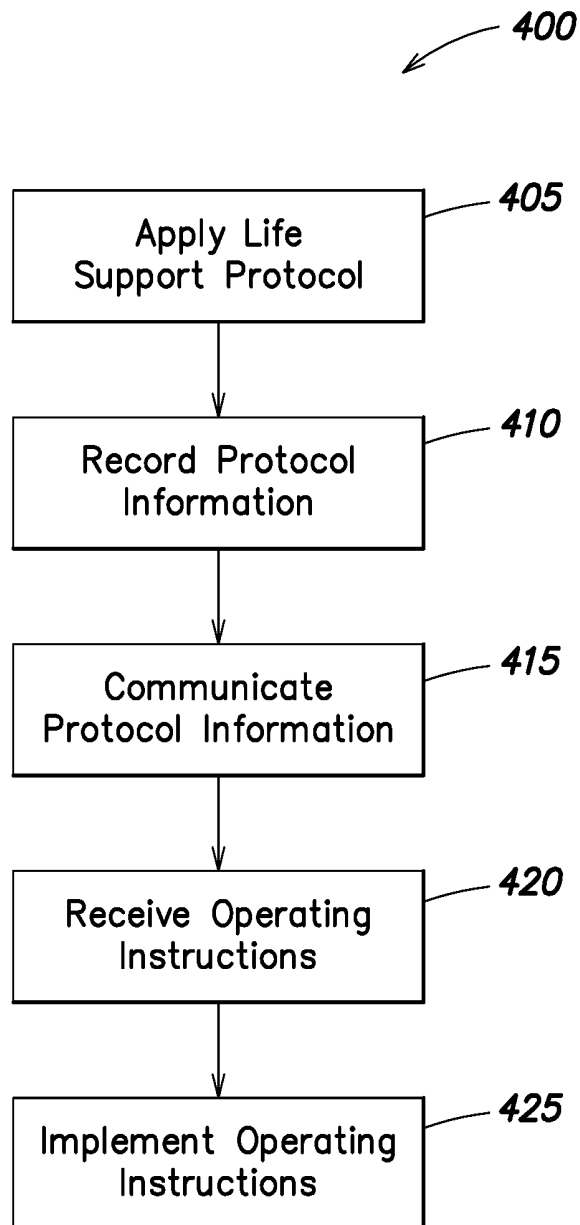 400
405
Apply Life
Support Protocol
410
Record Protocol
Information
415
Communicate
Protocol Information
420
Receive Operating
Instructions
425
Implement Operating
Instructions